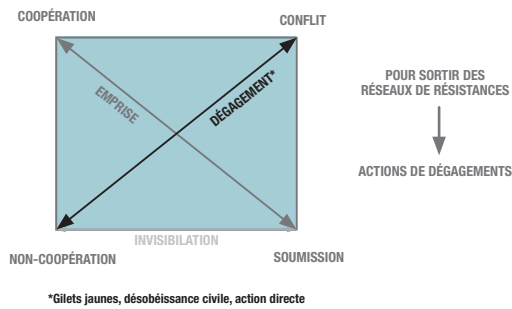 COOPÉRATION
CONFLIT
EMPRISE
DÉGAGEMENT*
POUR SORTIR DES
RÉSEAUX DE RÉSISTANCES
ACTIONS DE DÉGAGEMENTS
INVISIBILATION
NON-COOPÉRATION
SOUMISSION
*Gilets jaunes, désobéissance civile, action directe